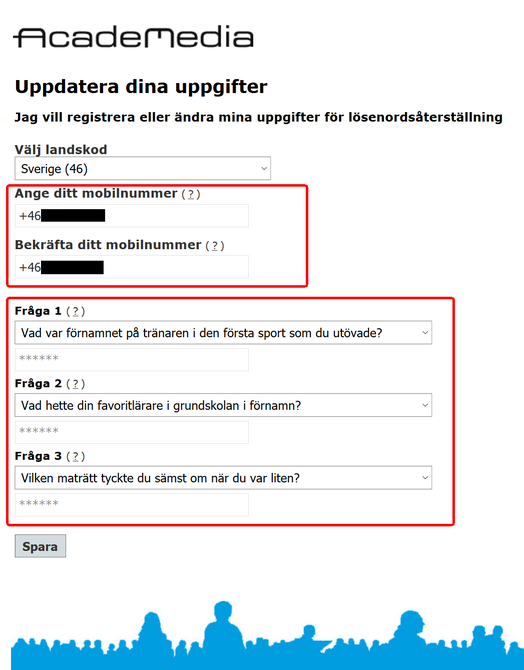 AcadeMedia
Uppdatera dina uppgifter
Jag vill registrera eller ändra mina uppgifter för lösenordsåterställning
Välj landskod
Sverige (46)
Ange ditt mobilnummer (?)
+46
Bekräfta ditt mobilnummer (?)
+46
Fråga 1 (?)
Vad var förnamnet på tränaren i den första sport som du utövade?
******
Fråga 2 (?)
Vad hette din favoritlärare i grundskolan i förnamn?
******
Fråga 3 (?)
Vilken maträtt tyckte du sämst om när du var liten?
******
Spara